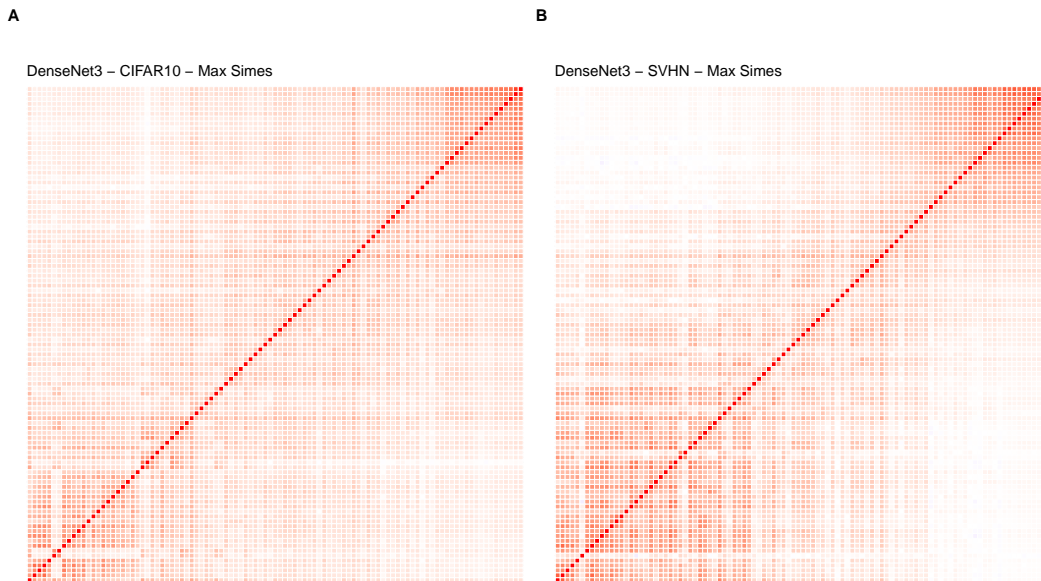 A
B
DenseNet3 − CIFAR10 − Max Simes
DenseNet3 − SVHN − Max Simes